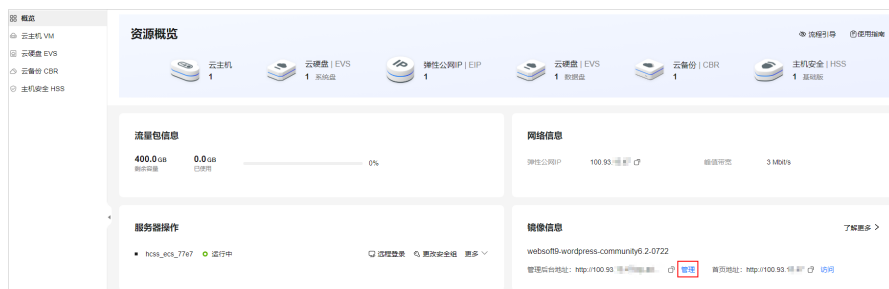 概览
云主机 VM
云硬盘 EVS
云备份 CBR
主机安全 HSS
资源概览
流程引导 使用指南
云主机 1
云硬盘 | EVS 1 系统盘
弹性公网IP | EIP 1
云硬盘 | EVS 1 数据盘
云备份 | CBR 1
主机安全 | HSS 1 基础版
流量包信息
400.0 GB 剩余容量
0.0 GB 已使用
0%
网络信息
弹性公网IP 100.93. 峰值带宽 3 Mbit/s
服务器操作
hcss_ecs_77e7 运行中 远程登录 更改安全组 更多
镜像信息 了解更多 >
websoft9-wordpress-community6.2-0722
管理后台地址: http://100.93 管理 首页地址: http://100.93.1 访问